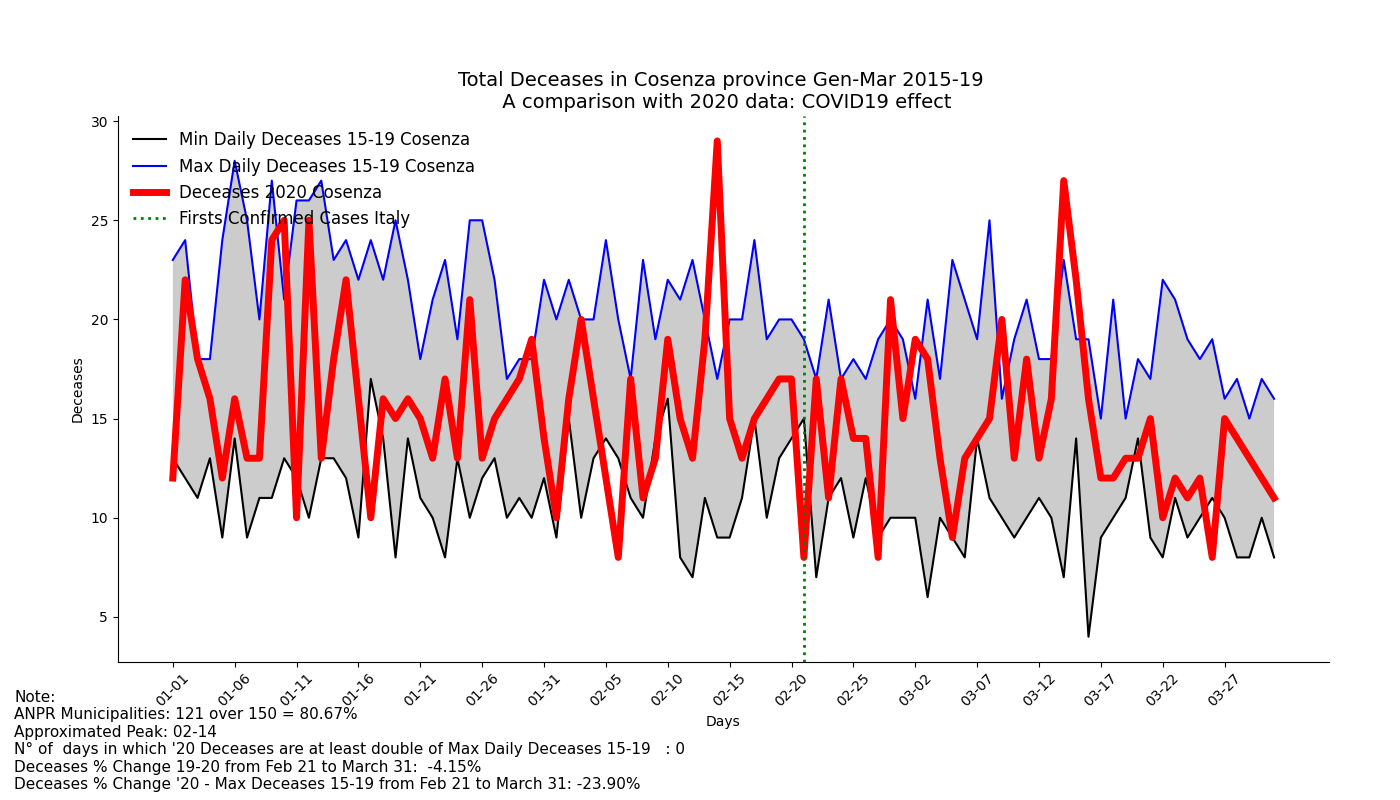 Total Deceases in Cosenza province Gen-Mar 2015-19
A comparison with 2020 data: COVID19 effect
30
25
20
15
10
5
Deceases
Min Daily Deceases 15-19 Cosenza
Max Daily Deceases 15-19 Cosenza
Deceases 2020 Cosenza
Firsts Confirmed Cases Italy
01-01
01-06
01-11
01-16
01-21
01-26
01-31
02-05
02-10
02-15
02-20
02-25
03-02
03-07
03-12
03-17
03-22
03-27
Days
Note:
ANPR Municipalities: 121 over 150 = 80.67%
Approximated Peak: 02-14
N° of  days in which '20 Deceases are at least double of Max Daily Deceases 15-19   : 0
Deceases % Change 19-20 from Feb 21 to March 31:  -4.15%
Deceases % Change '20 - Max Deceases 15-19 from Feb 21 to March 31: -23.90%